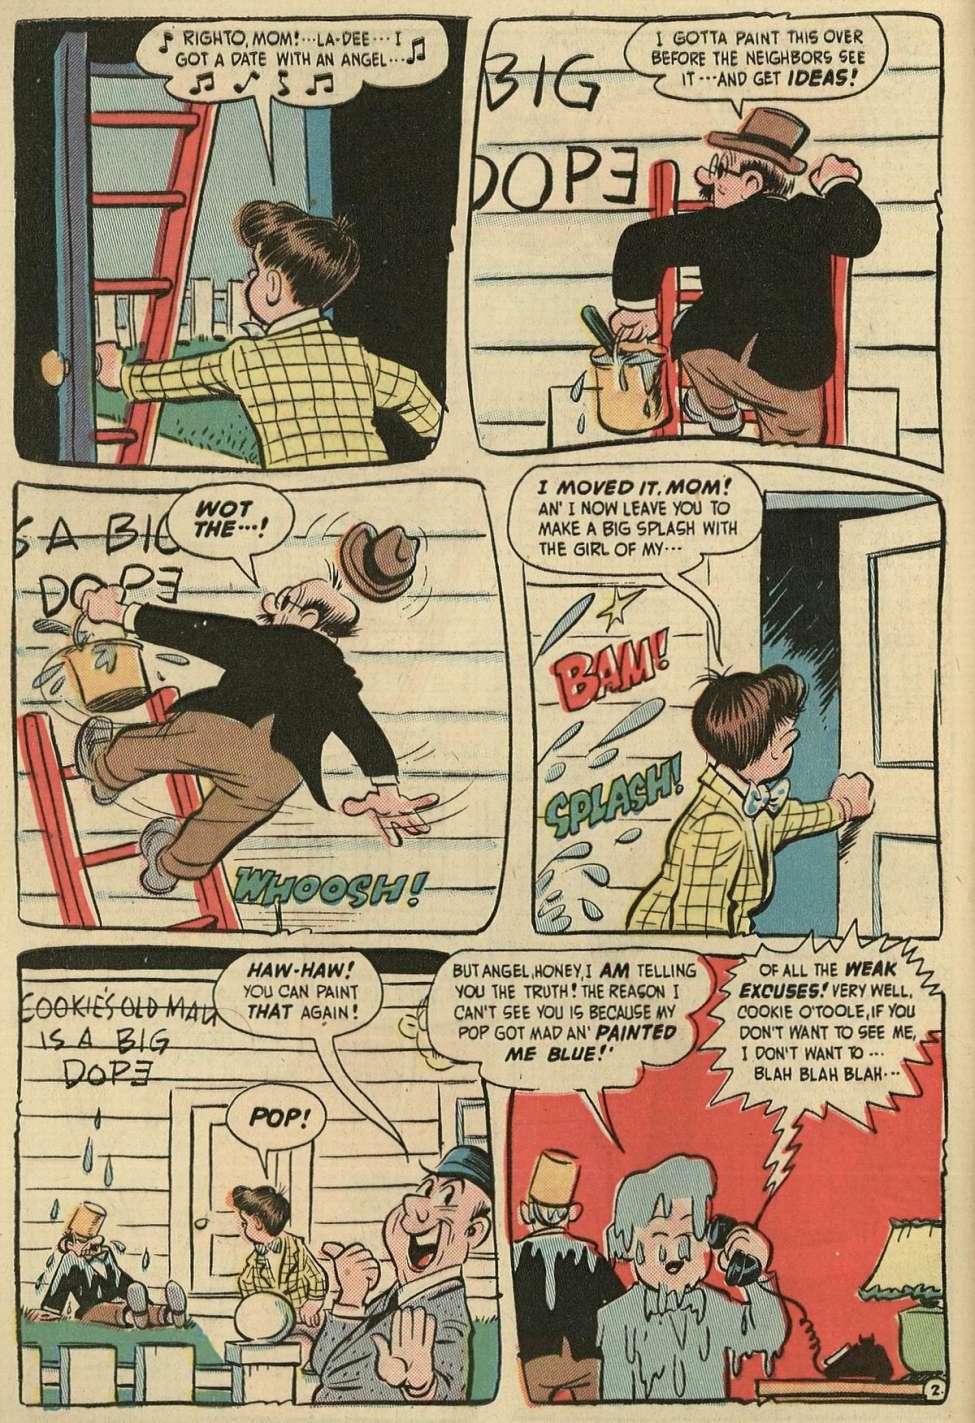 RIGHTO, MOM!...LA-DEE...I
GOT A DATE WITH AN ANGEL...
I GOTTA PAINT THIS OVER
BEFORE THE NEIGHBORS SEE
IT...AND GET IDEAS!
BIG
DOPE
WOT
THE...!
S A BIG
DOPE
WHOOSH!
I MOVED IT, MOM!
AN' I NOW LEAVE YOU TO
MAKE A BIG SPLASH WITH
THE GIRL OF MY...
BAM!
SPLASH!
HAW-HAW!
YOU CAN PAINT
THAT AGAIN!
COOKIE'S OLD MAN
IS A BIG
DOPE
POP!
BUT ANGEL, HONEY, I AM TELLING
YOU THE TRUTH! THE REASON I
CAN'T SEE YOU IS BECAUSE MY
POP GOT MAD AN' PAINTED
ME BLUE!'
OF ALL THE WEAK
EXCUSES! VERY WELL,
COOKIE O'TOOLE, IF YOU
DON'T WANT TO SEE ME,
I DON'T WANT TO ...
BLAH BLAH BLAH...
2